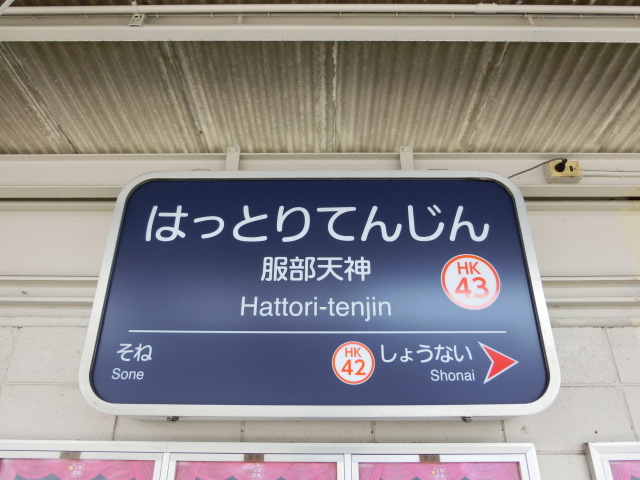 はっとりてんじん
服部天神
HK
43
Hattori-tenjin
そね
Sone
HK
42
しょうない
Shonai